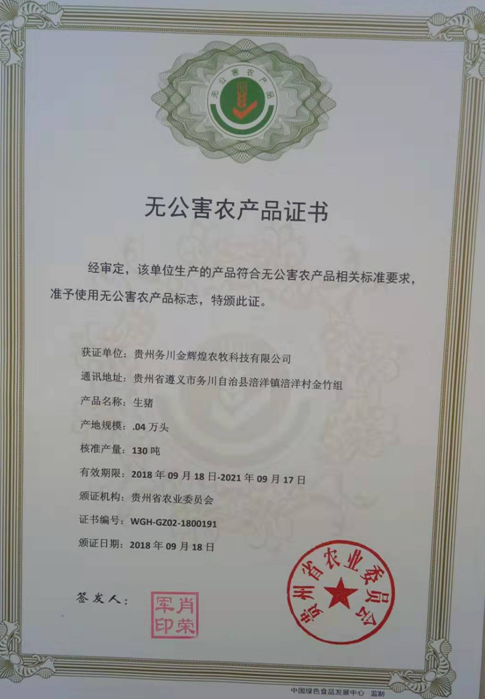 无公害农产品
无公害农产品证书
经审定，该单位生产的产品符合无公害农产品相关标准要求，
准予使用无公害农产品标志，特颁此证。
获证单位：贵州务川金辉煌农牧科技有限公司
通讯地址：贵州省遵义市务川自治县涪洋镇涪洋村金竹组
产品名称：生猪
产地规模：.04 万头
核准产量：130 吨
有效期限：2018 年 09 月 18 日-2021 年 09 月 17 日
颁证机构：贵州省农业委员会
证书编号：WGH-GZ02-1800191
颁证日期：2018 年 09 月 18 日
签发人：
肖荣军印
贵州省农业委员会
中国绿色食品发展中心 监制